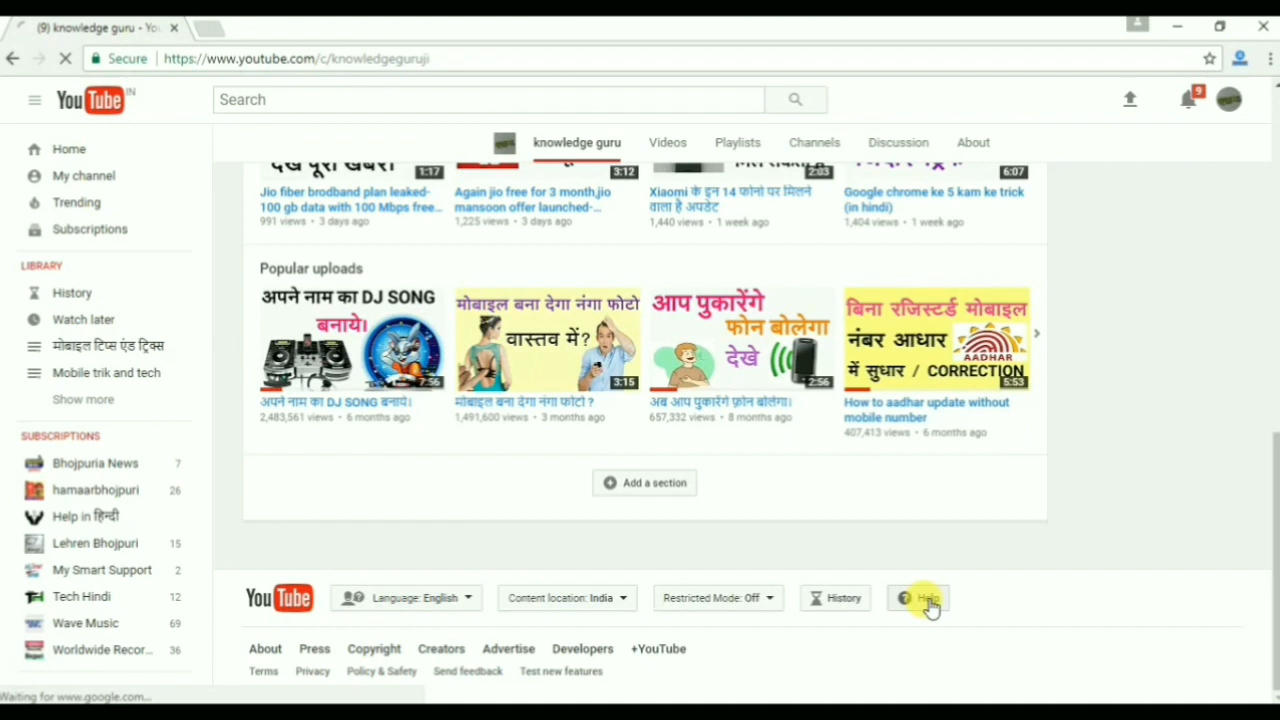 (9) knowledge guru - You
Secure https://www.youtube.com/c/knowledgeguruji
YouTube IN
Search
9
Home
My channel
Trending
Subscriptions
LIBRARY
History
Watch later
मोबाइल टिप्स एंड ट्रिक्स
Mobile trik and tech
Show more
SUBSCRIPTIONS
Bhojpuria News 7
hamaarbhojpuri 26
Help in हिन्दी
Lehren Bhojpuri 15
My Smart Support 2
Tech Hindi 12
Wave Music 69
Worldwide Recor... 36
knowledge guru Videos Playlists Channels Discussion About
1:17 3:12 2:03 6:07
Jio fiber brodband plan leaked-
100 gb data with 100 Mbps free...
991 views • 3 days ago
Again jio free for 3 month,jio
mansoon offer launched-...
1,225 views • 3 days ago
Xiaomi के इन 14 फोनो पर मिलने
वाला है अपडेट
1,440 views • 1 week ago
Google chrome ke 5 kam ke trick
(in hindi)
1,404 views • 1 week ago
Popular uploads
अपने नाम का DJ SONG
बनाये।
7:56
अपने नाम का DJ SONG बनाये।
2,483,561 views • 6 months ago
मोबाइल बना देगा नंगा फोटो
वास्तव में?
3:15
मोबाइल बना देगा नंगा फोटो ?
1,491,600 views • 3 months ago
आप पुकारेंगे
फोन बोलेगा
देखे
2:56
अब आप पुकारेंगे फ़ोन बोलेगा।
657,332 views • 8 months ago
बिना रजिस्टर्ड मोबाइल
नंबर आधार
AADHAR
में सुधार / CORRECTION
5:53
How to aadhar update without
mobile number
407,413 views • 6 months ago
Add a section
YouTube Language: English Content location: India Restricted Mode: Off History Help
About Press Copyright Creators Advertise Developers +YouTube
Terms Privacy Policy & Safety Send feedback Test new features
Waiting for www.google.com...